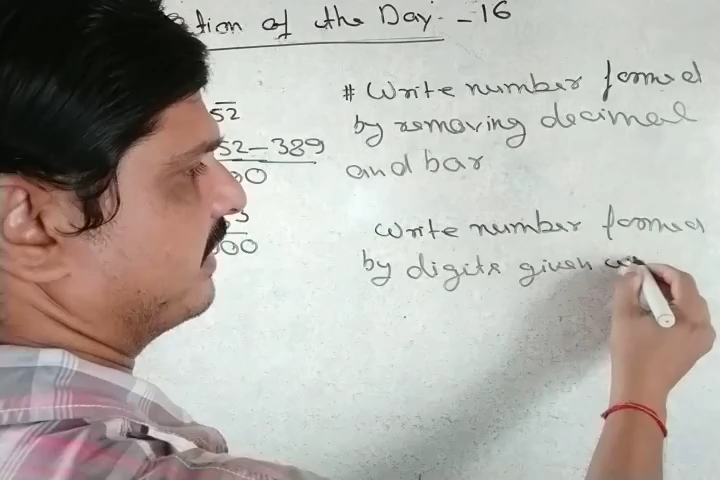 of the Day - 16
52
52 - 389
# Write number formed
by removing decimal
and bar
00
Write number formed
by digits given